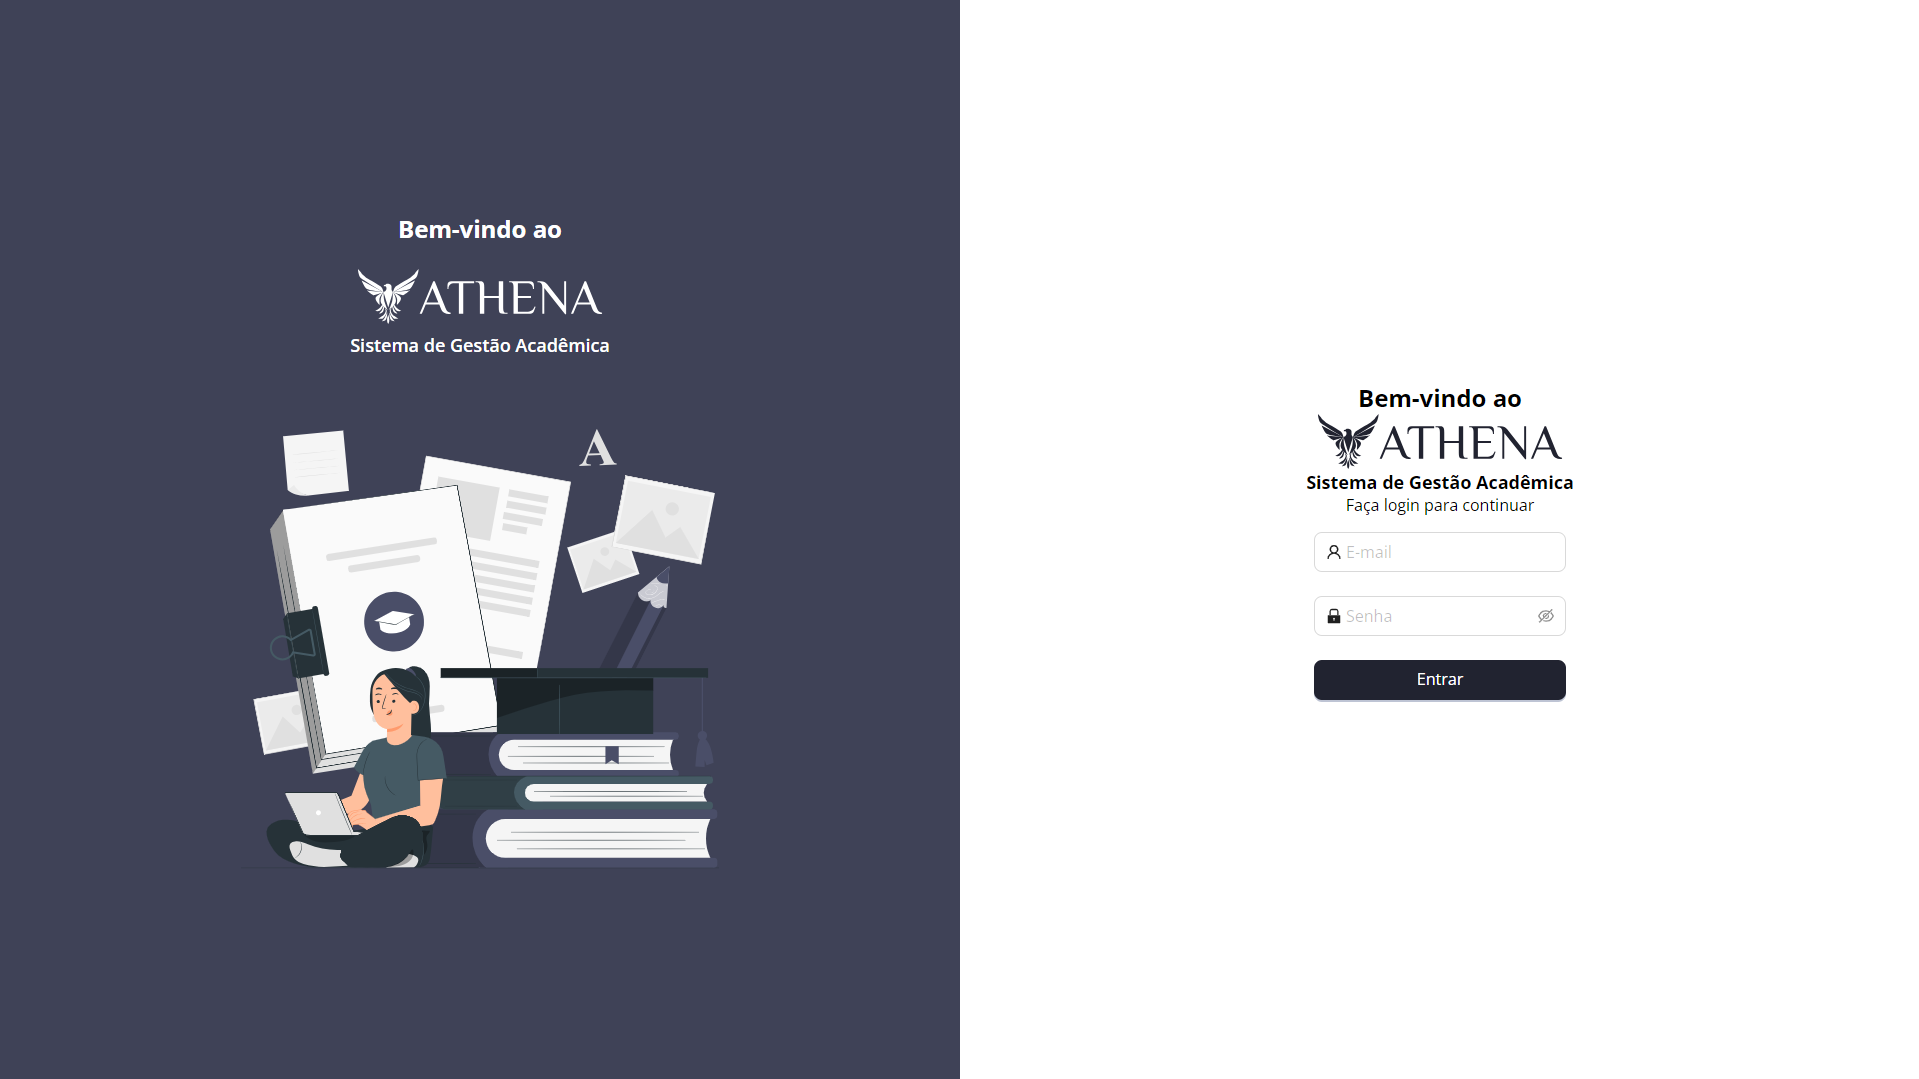 Bem-vindo ao
ATHENA
Sistema de Gestão Acadêmica
A
Bem-vindo ao
ATHENA
Sistema de Gestão Acadêmica
Faça login para continuar
E-mail
Senha
Entrar